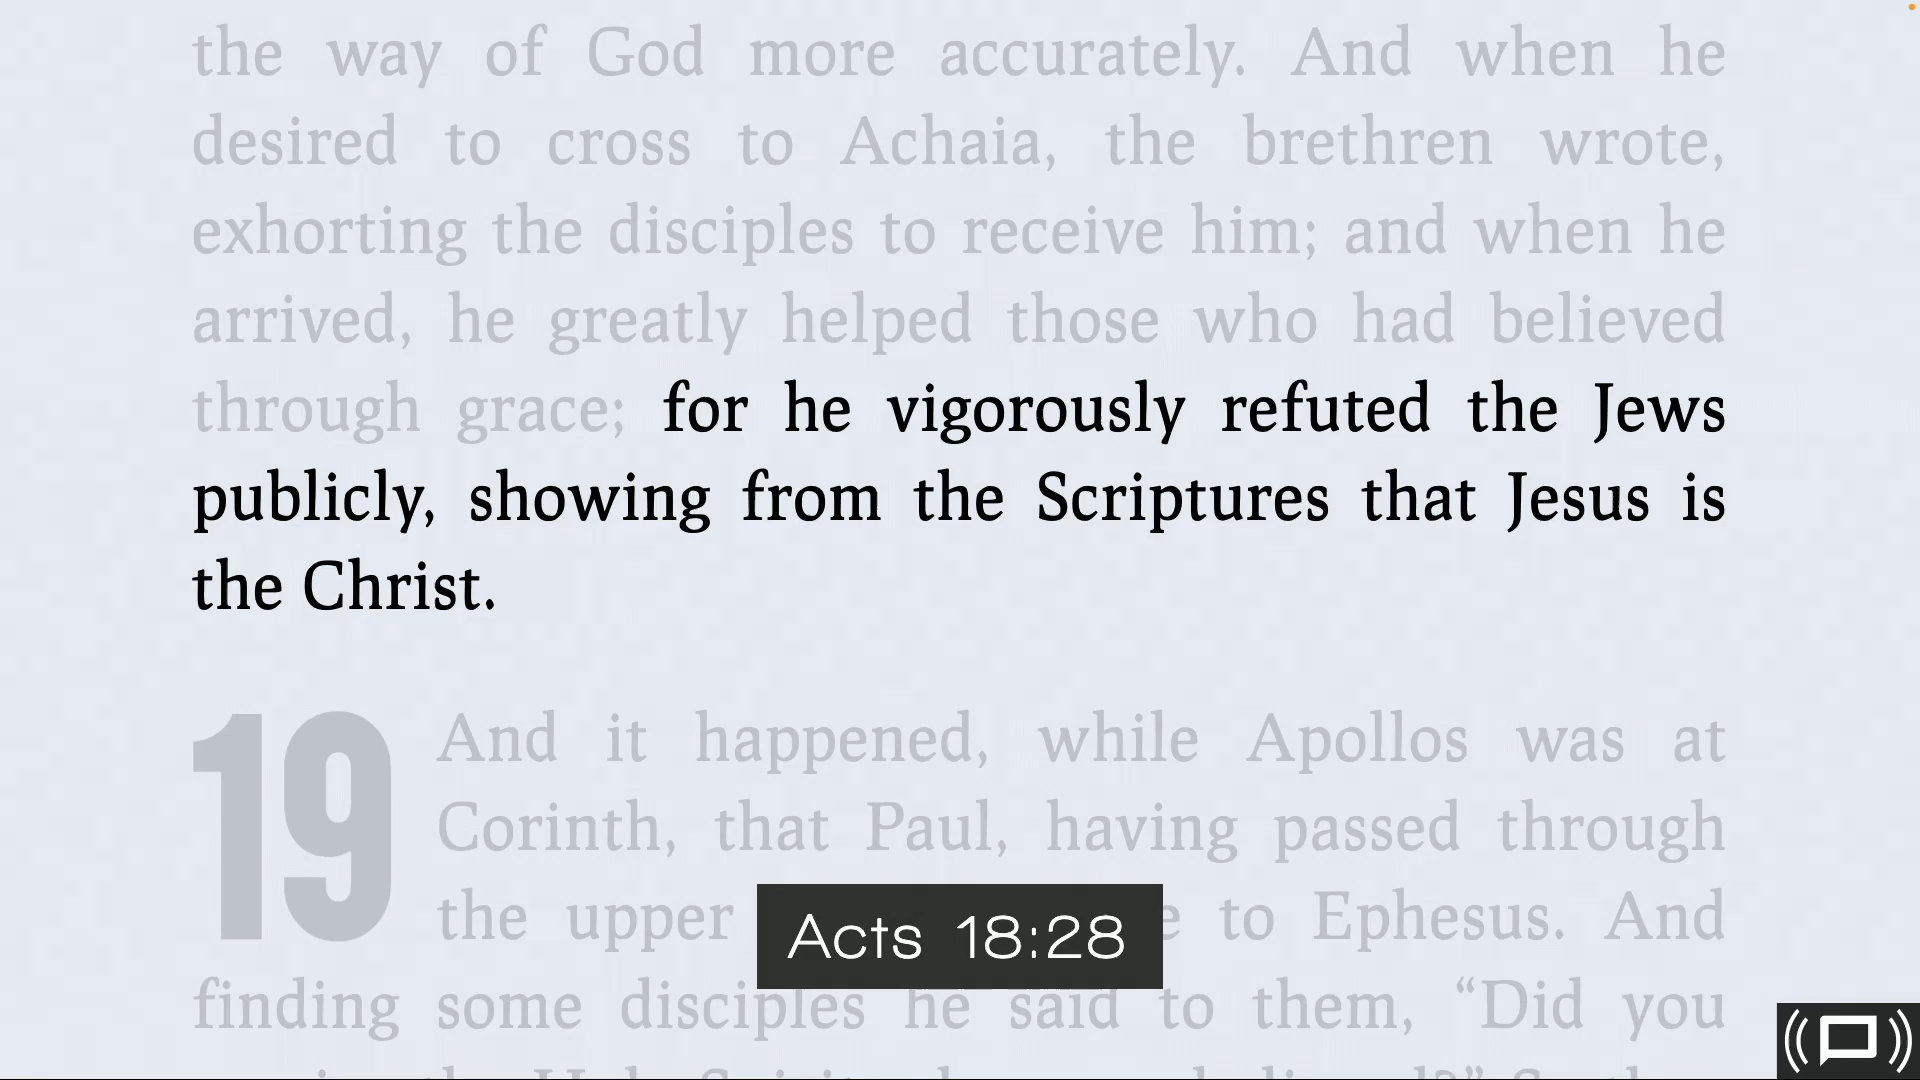 the way of God more accurately. And when he
desired to cross to Achaia, the brethren wrote,
exhorting the disciples to receive him; and when he
arrived, he greatly helped those who had believed
through grace; for he vigorously refuted the Jews
publicly, showing from the Scriptures that Jesus is
the Christ.
19 And it happened, while Apollos was at
Corinth, that Paul, having passed through
the upper to Ephesus. And
Acts 18:28
finding some disciples he said to them, “Did you